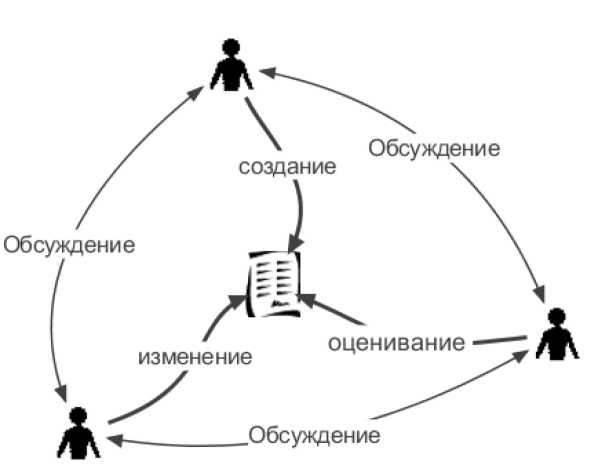 Обсуждение
создание
Обсуждение
оценивание
изменение
Обсуждение